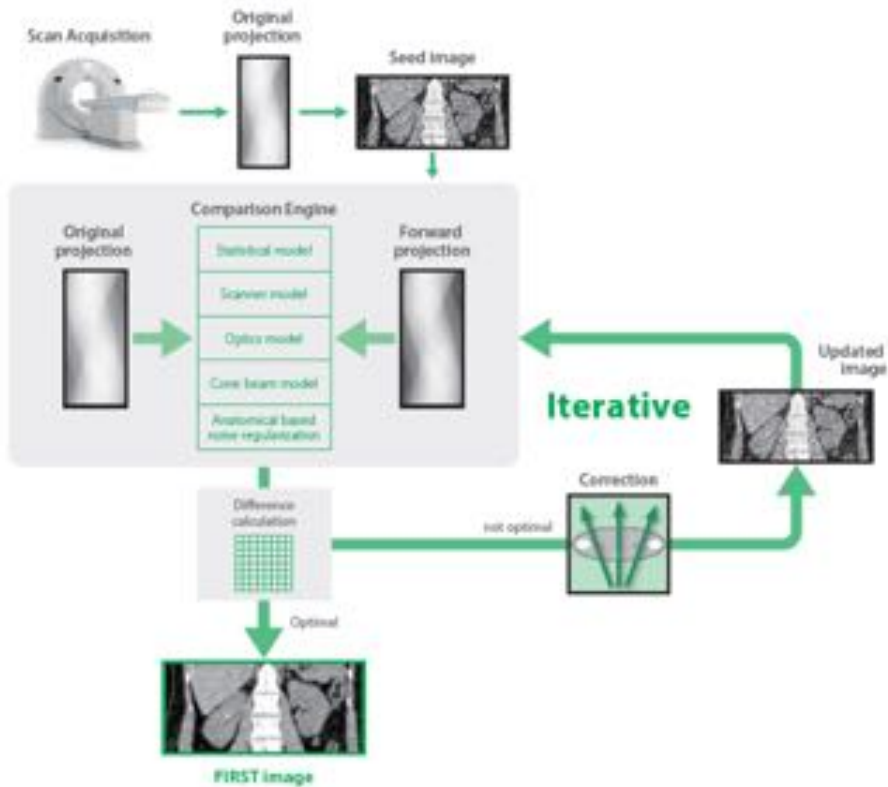 Scan Acquisition
Original
projection
Seed image
Comparison Engine
Original
projection
Forward
projection
Statistical model
Scanner model
Optics model
Cone beam model
Anatomical based
noise regularization
Updated
image
Iterative
Correction
Difference
calculation
not optimal
Optimal
FIRST image